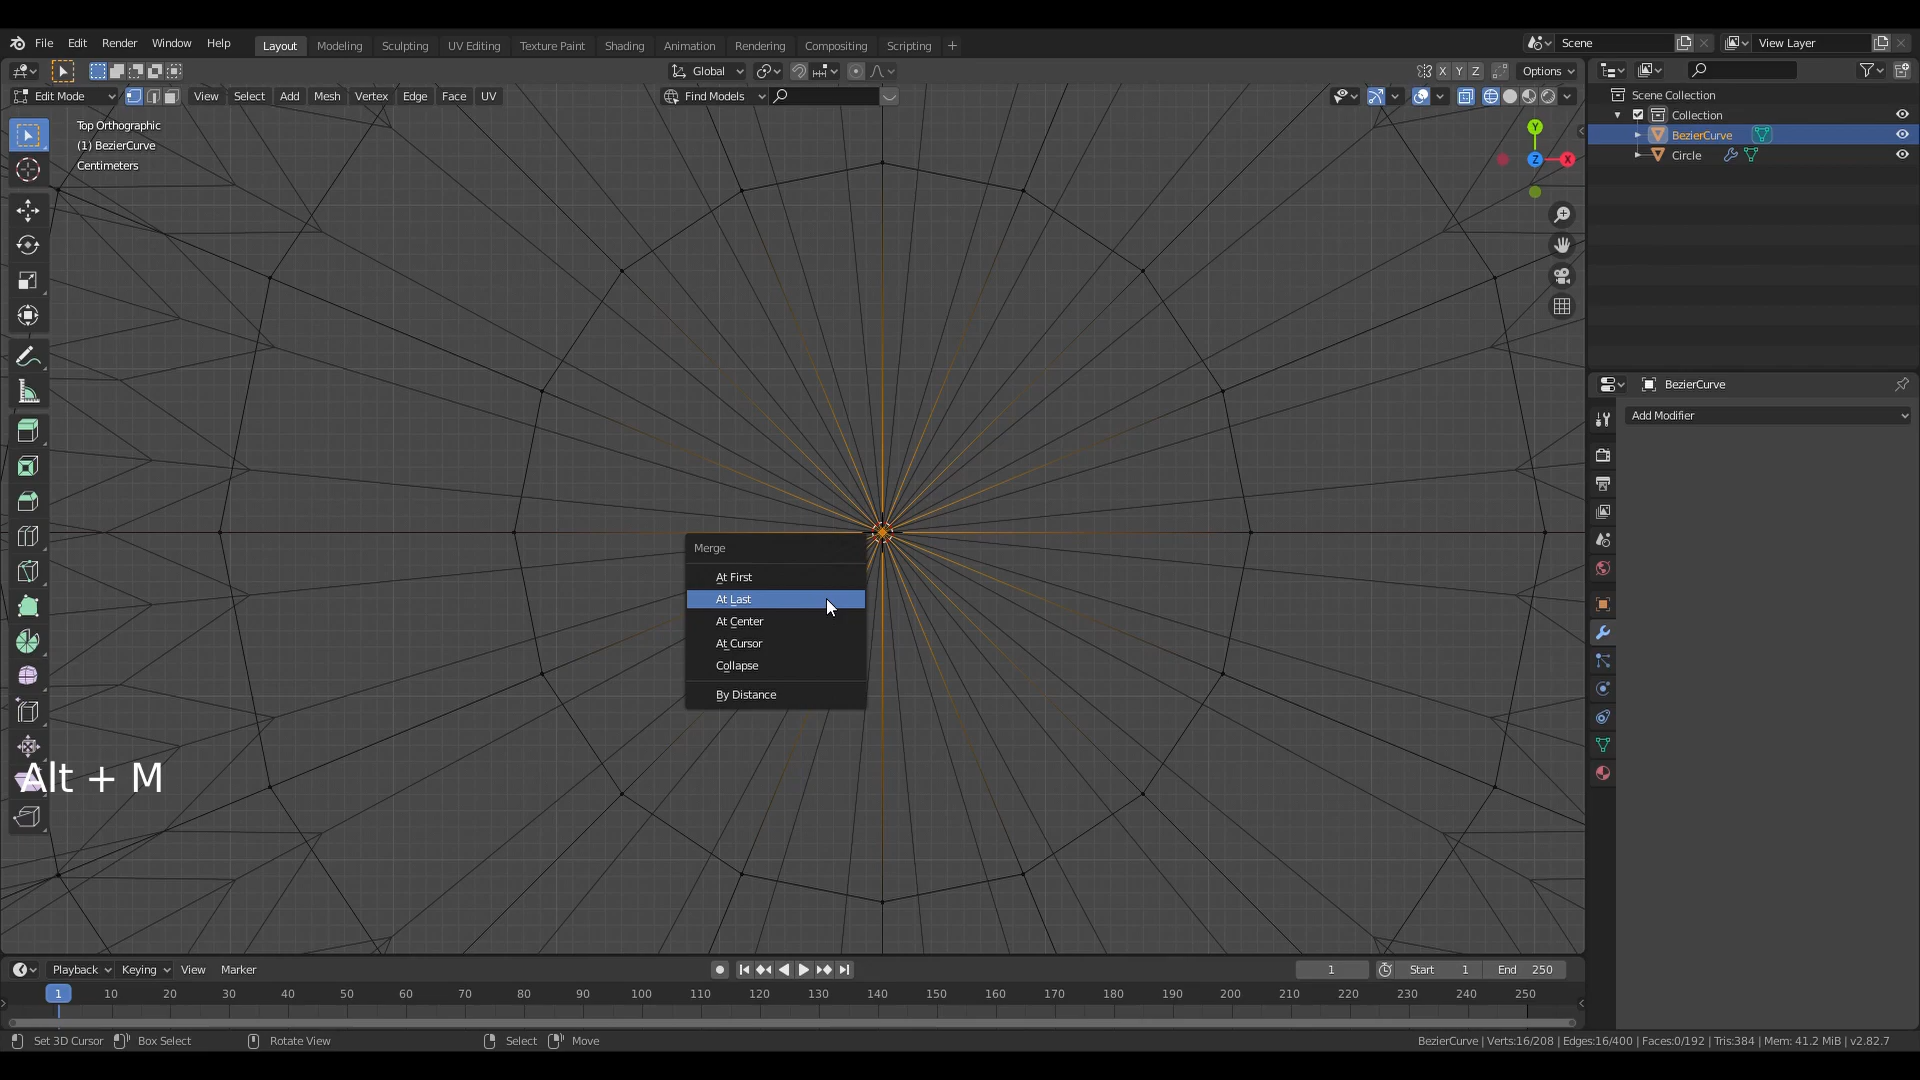 File Edit Render Window Help Layout Modeling Sculpting UV Editing Texture Paint Shading Animation Rendering Compositing Scripting + Scene View Layer
Global X Y Z Options
Edit Mode View Select Add Mesh Vertex Edge Face UV Find Models
Top Orthographic
(1) BezierCurve
Centimeters
Y
Z
X
Scene Collection
Collection
BezierCurve
Circle
BezierCurve
Add Modifier
Merge
At First
At Last
At Center
At Cursor
Collapse
By Distance
Alt + M
Playback Keying View Marker 1 Start 1 End 250
1 10 20 30 40 50 60 70 80 90 100 110 120 130 140 150 160 170 180 190 200 210 220 230 240 250
Set 3D Cursor Box Select Rotate View Select Move BezierCurve | Verts:16/208 | Edges:16/400 | Faces:0/192 | Tris:384 | Mem: 41.2 MiB | v2.82.7